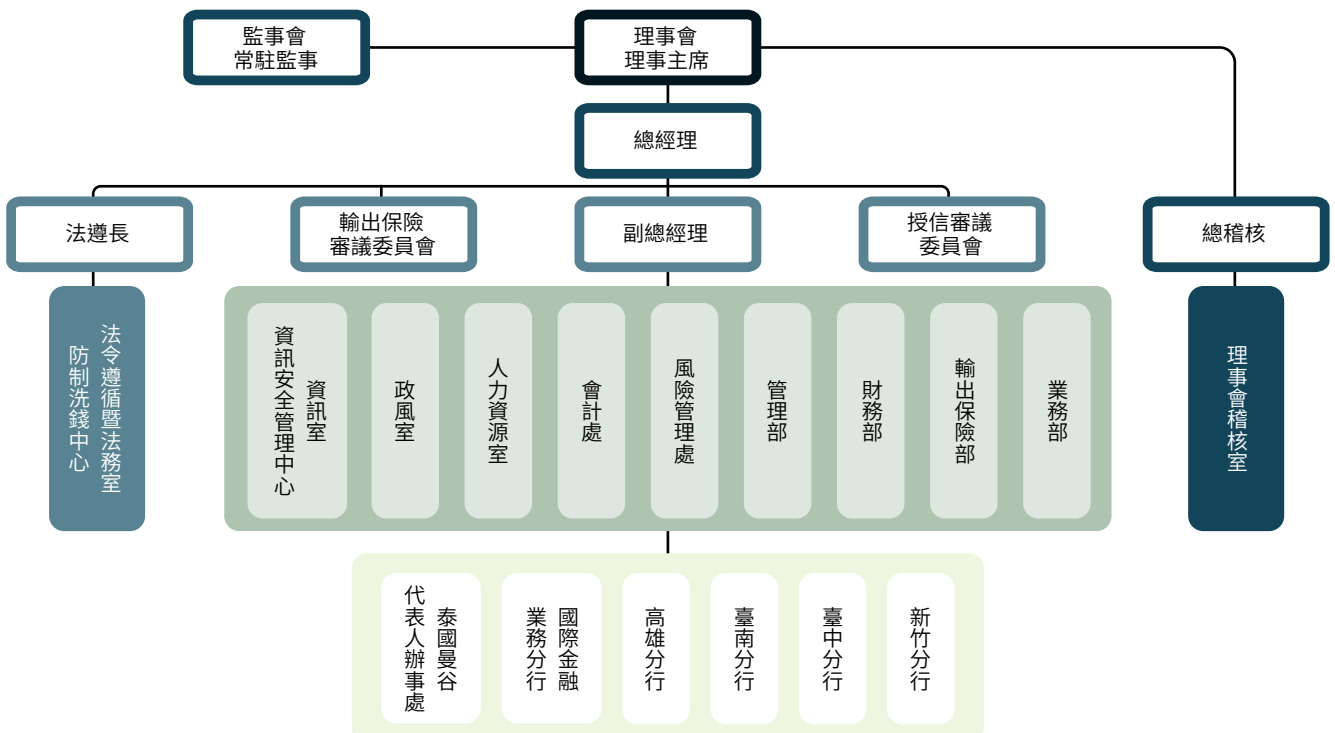 監事會
常駐監事
理事會
理事主席
總經理
法遵長
輸出保險
審議委員會
副總經理
授信審議
委員會
總稽核
法令遵循暨法務室
防制洗錢中心
資訊室
資訊安全管理中心
政風室
人力資源室
會計處
風險管理處
管理部
財務部
輸出保險部
業務部
理事會稽核室
泰國曼谷
代表人辦事處
國際金融
業務分行
高雄分行
臺南分行
臺中分行
新竹分行